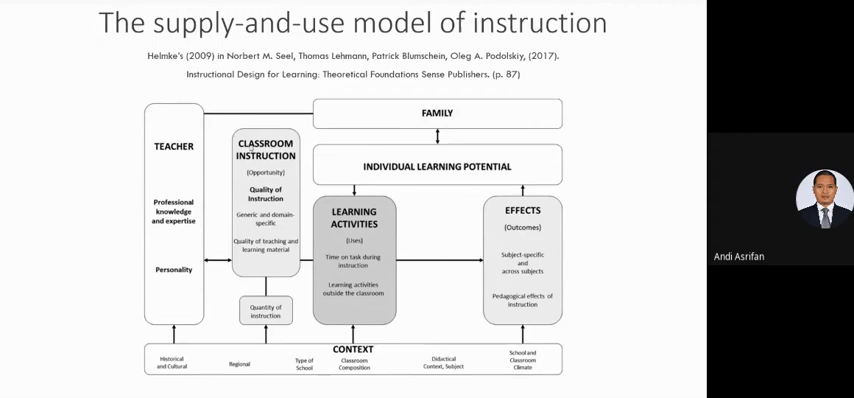 The supply-and-use model of instruction
Helmke's (2009) in Norbert M. Seel, Thomas Lehmann, Patrick Blumschein, Oleg A. Podolskiy, (2017).
Instructional Design for Learning: Theoretical Foundations Sense Publishers. (p. 87)
TEACHER
Professional
knowledge
and expertise
Personality
CLASSROOM
INSTRUCTION
(Opportunity)
Quality of
Instruction
Generic and domain-
specific
Quality of teaching and
learning material
Quantity of
instruction
FAMILY
INDIVIDUAL LEARNING POTENTIAL
LEARNING
ACTIVITIES
(Uses)
Time on task during
instruction
Learning activities
outside the classroom
EFFECTS
(Outcomes)
Subject-specific
and
across subjects
Pedagogical effects of
instruction
CONTEXT
Historical
and Cultural
Regional
Type of
School
Classroom
Composition
Didactical
Context, Subject
School and
Classroom
Climate
Andi Asrifan